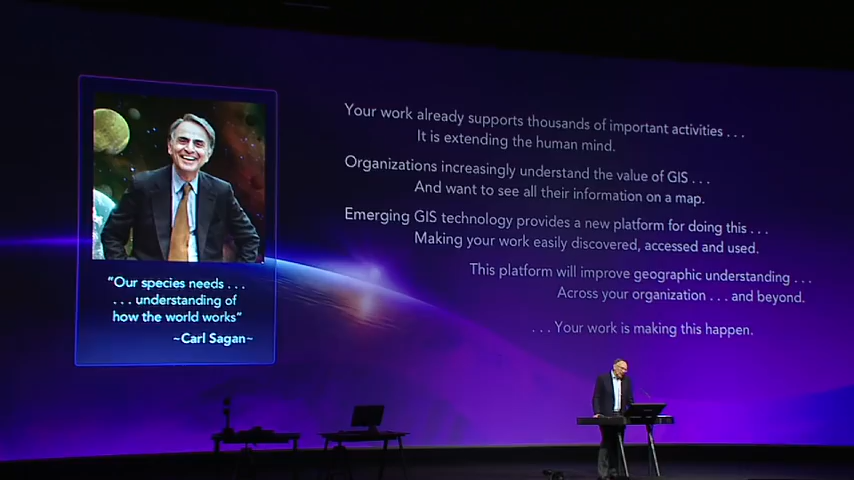 Your work already supports thousands of important activities . . .
It is extending the human mind.
Organizations increasingly understand the value of GIS . . .
And want to see all their information on a map.
Emerging GIS technology provides a new platform for doing this . . .
Making your work easily discovered, accessed and used.
This platform will improve geographic understanding . . .
Across your organization . . . and beyond.
. . . Your work is making this happen.
“Our species needs . . .
. . . understanding of
how the world works”
~Carl Sagan~